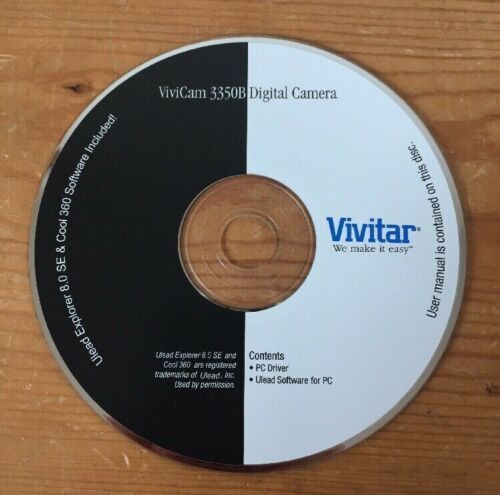 ViviCam 3350B Digital Camera
Ulead Explorer 8.0 SE & Cool 360 Software Included!
Vivitar®
We make it easy™
User manual is contained on this disc.
Ulead Explorer 8.0 SE and
Cool 360 are registered
trademarks of Ulead, Inc.
Used by permission.
Contents
• PC Driver
• Ulead Software for PC